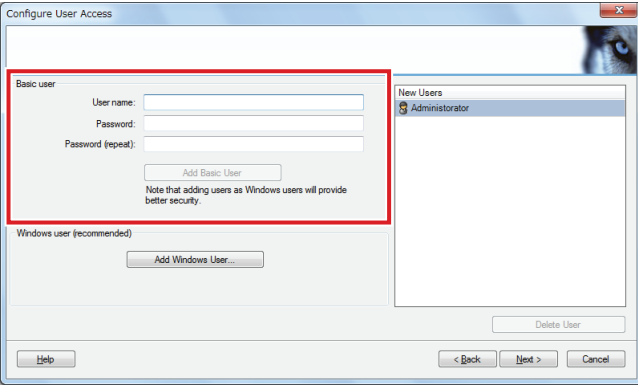 Configure User Access
x
Basic user
User name:
Password:
Password (repeat):
Add Basic User
Note that adding users as Windows users will provide
better security.
Windows user (recommended)
Add Windows User...
New Users
Administorator
Delete User
Help
< Back
Next >
Cancel